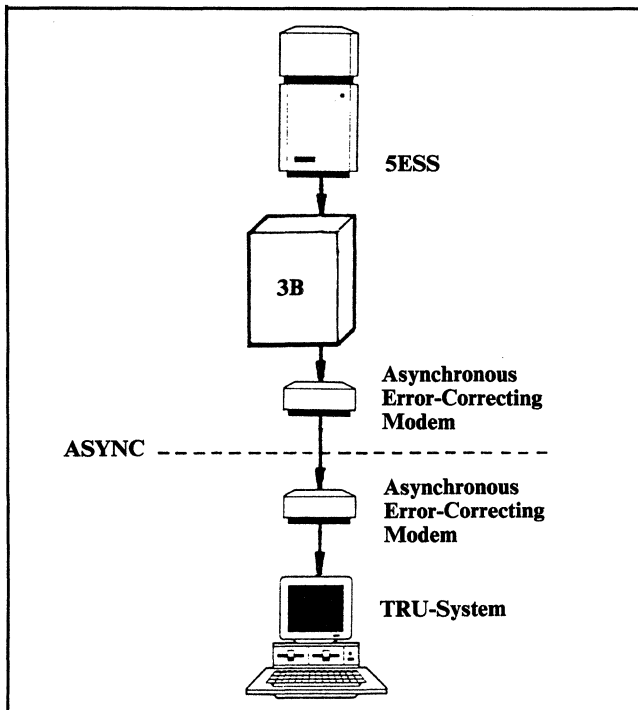 5ESS
3B
Asynchronous
Error-Correcting
Modem
ASYNC
Asynchronous
Error-Correcting
Modem
TRU-System